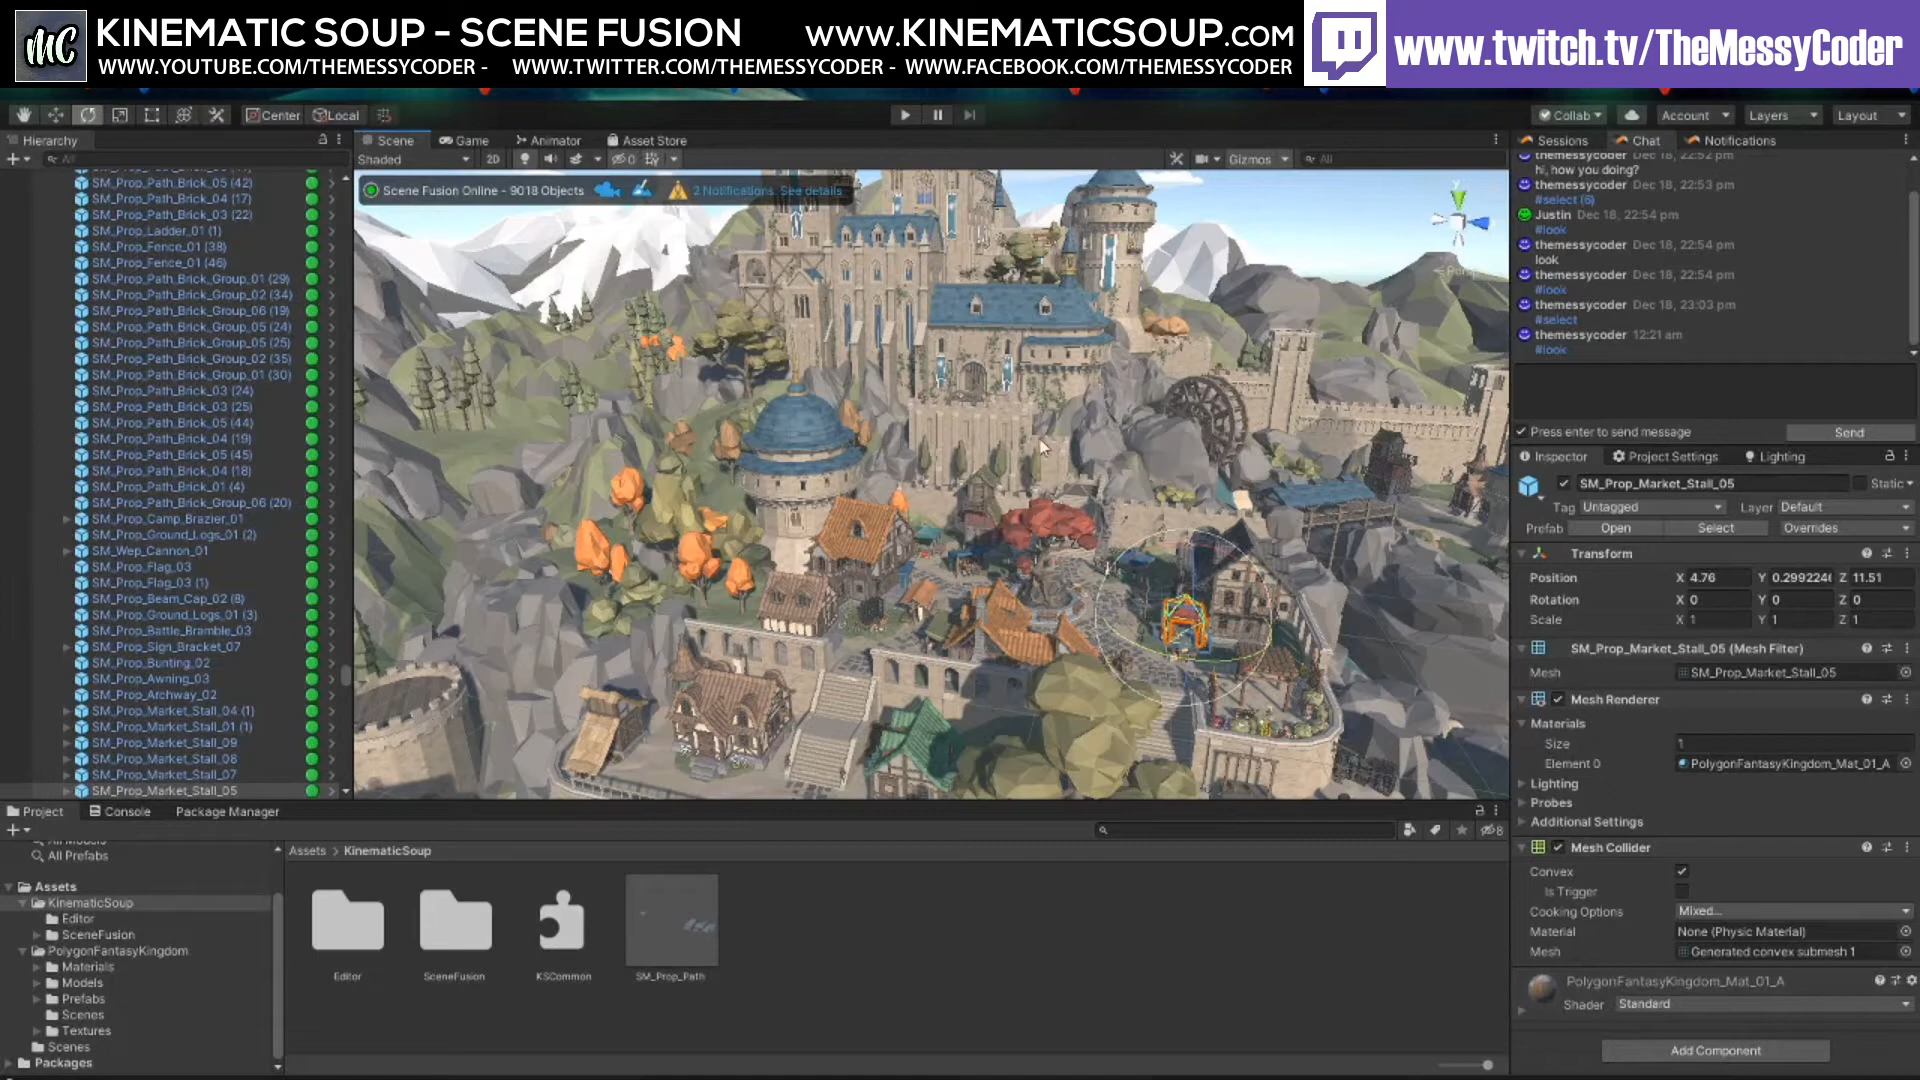 MC
KINEMATIC SOUP - SCENE FUSION
www.KINEMATICSOUP.com
www.twitch.tv/TheMessyCoder
WWW.YOUTUBE.COM/THEMESSYCODER -
WWW.TWITTER.COM/THEMESSYCODER -
WWW.FACEBOOK.COM/THEMESSYCODER
Center
Local
Collab
Account
Layers
Layout
Hierarchy
All
SM_Prop_Path_Brick_05 (42)
SM_Prop_Path_Brick_04 (17)
SM_Prop_Path_Brick_03 (22)
SM_Prop_Ladder_01 (1)
SM_Prop_Fence_01 (38)
SM_Prop_Fence_01 (46)
SM_Prop_Path_Brick_Group_01 (29)
SM_Prop_Path_Brick_Group_02 (34)
SM_Prop_Path_Brick_Group_06 (19)
SM_Prop_Path_Brick_Group_05 (24)
SM_Prop_Path_Brick_Group_05 (25)
SM_Prop_Path_Brick_Group_02 (35)
SM_Prop_Path_Brick_Group_01 (30)
SM_Prop_Path_Brick_03 (24)
SM_Prop_Path_Brick_03 (25)
SM_Prop_Path_Brick_05 (44)
SM_Prop_Path_Brick_04 (19)
SM_Prop_Path_Brick_05 (45)
SM_Prop_Path_Brick_04 (18)
SM_Prop_Path_Brick_01 (4)
SM_Prop_Path_Brick_Group_06 (20)
SM_Prop_Camp_Brazier_01
SM_Prop_Ground_Logs_01 (2)
SM_Wep_Cannon_01
SM_Prop_Flag_03
SM_Prop_Flag_03 (1)
SM_Prop_Beam_Cap_02 (8)
SM_Prop_Ground_Logs_01 (3)
SM_Prop_Battle_Bramble_03
SM_Prop_Sign_Bracket_07
SM_Prop_Bunting_02
SM_Prop_Awning_03
SM_Prop_Archway_02
SM_Prop_Market_Stall_04 (1)
SM_Prop_Market_Stall_01 (1)
SM_Prop_Market_Stall_09
SM_Prop_Market_Stall_08
SM_Prop_Market_Stall_07
SM_Prop_Market_Stall_05
Scene
Game
Animator
Asset Store
Shaded
2D
0
Gizmos
All
Scene Fusion Online - 9018 Objects
2 Notifications. See details
Y
Persp
Sessions
Chat
Notifications
themessycoder Dec 18, 22:52 pm
hi, how you doing?
themessycoder Dec 18, 22:53 pm
#select (6)
Justin Dec 18, 22:54 pm
#look
themessycoder Dec 18, 22:54 pm
look
themessycoder Dec 18, 22:54 pm
#look
themessycoder Dec 18, 23:03 pm
#select
themessycoder 12:21 am
#look
Press enter to send message
Send
Inspector
Project Settings
Lighting
SM_Prop_Market_Stall_05
Static
Tag Untagged
Layer Default
Prefab Open Select Overrides
Transform
Position X 4.76 Y 0.299224 Z 11.51
Rotation X 0 Y 0 Z 0
Scale X 1 Y 1 Z 1
SM_Prop_Market_Stall_05 (Mesh Filter)
Mesh SM_Prop_Market_Stall_05
Mesh Renderer
Materials
Size 1
Element 0 PolygonFantasyKingdom_Mat_01_A
Lighting
Probes
Additional Settings
Mesh Collider
Convex
Is Trigger
Cooking Options Mixed...
Material None (Physic Material)
Mesh Generated convex submesh 1
PolygonFantasyKingdom_Mat_01_A
Shader Standard
Add Component
Project
Console
Package Manager
8
All Prefabs
Assets
KinematicSoup
Editor
SceneFusion
PolygonFantasyKingdom
Materials
Models
Prefabs
Scenes
Textures
Scenes
Packages
Assets > KinematicSoup
Editor
SceneFusion
KSCommon
SM_Prop_Path